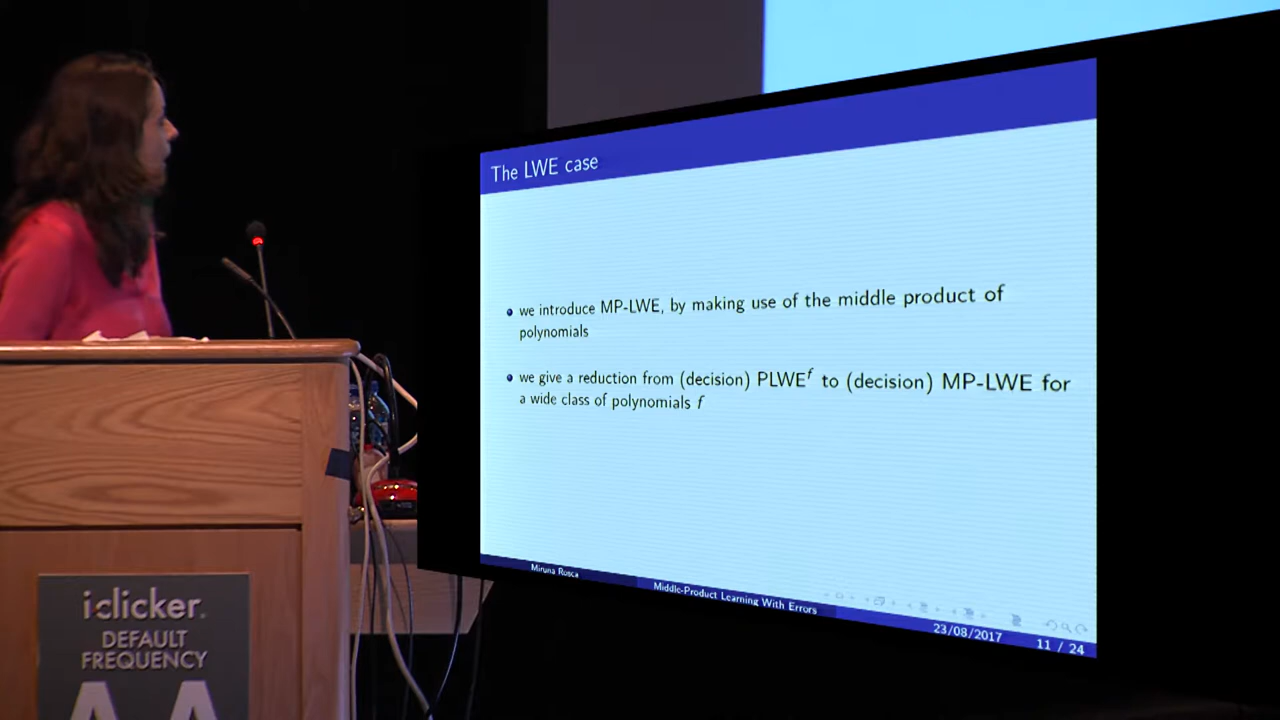 The LWE case
we introduce MP-LWE, by making use of the middle product of
polynomials
we give a reduction from (decision) PLWEᶠ to (decision) MP-LWE for
a wide class of polynomials f
Miruna Rosca
Middle-Product Learning With Errors
23/08/2017
11 / 24
iclicker.
DEFAULT
FREQUENCY
AA